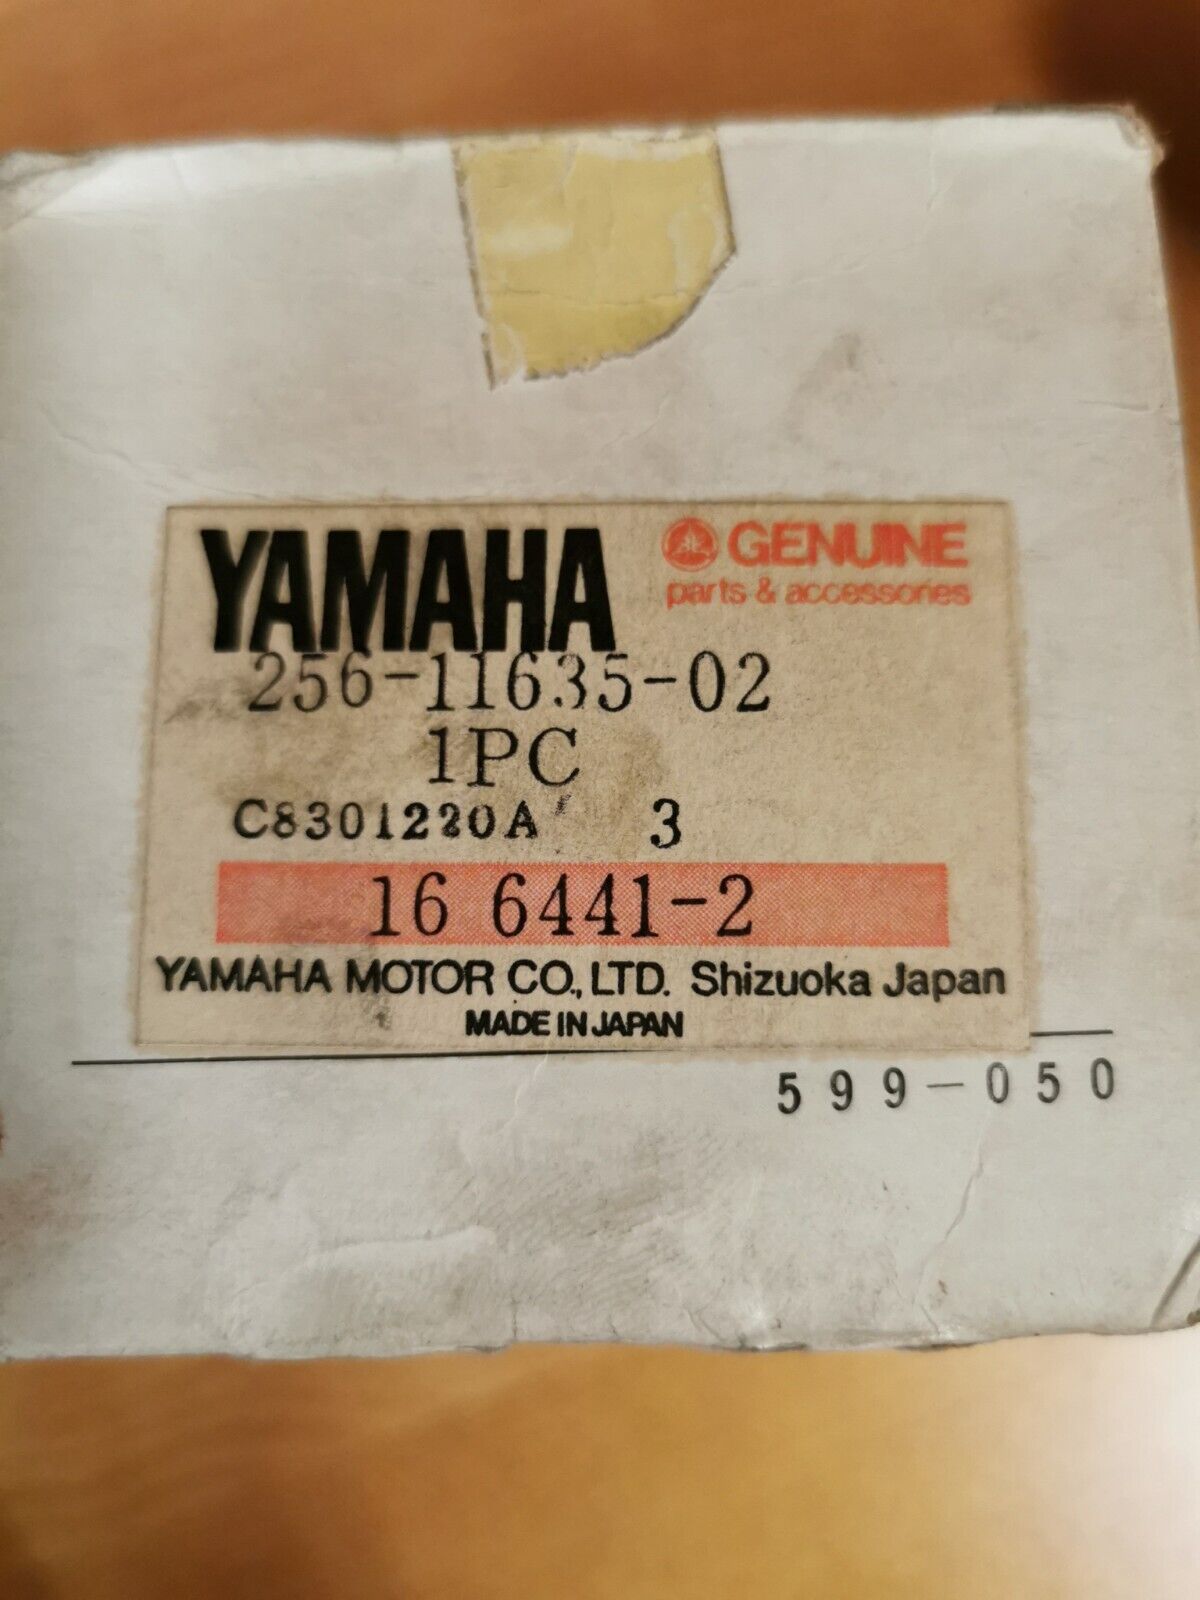 YAMAHA GENUINE
parts & accessories
256-11635-02
1PC
C8301220A 3
16 6441-2
YAMAHA MOTOR CO., LTD. Shizuoka Japan
MADE IN JAPAN
599-050